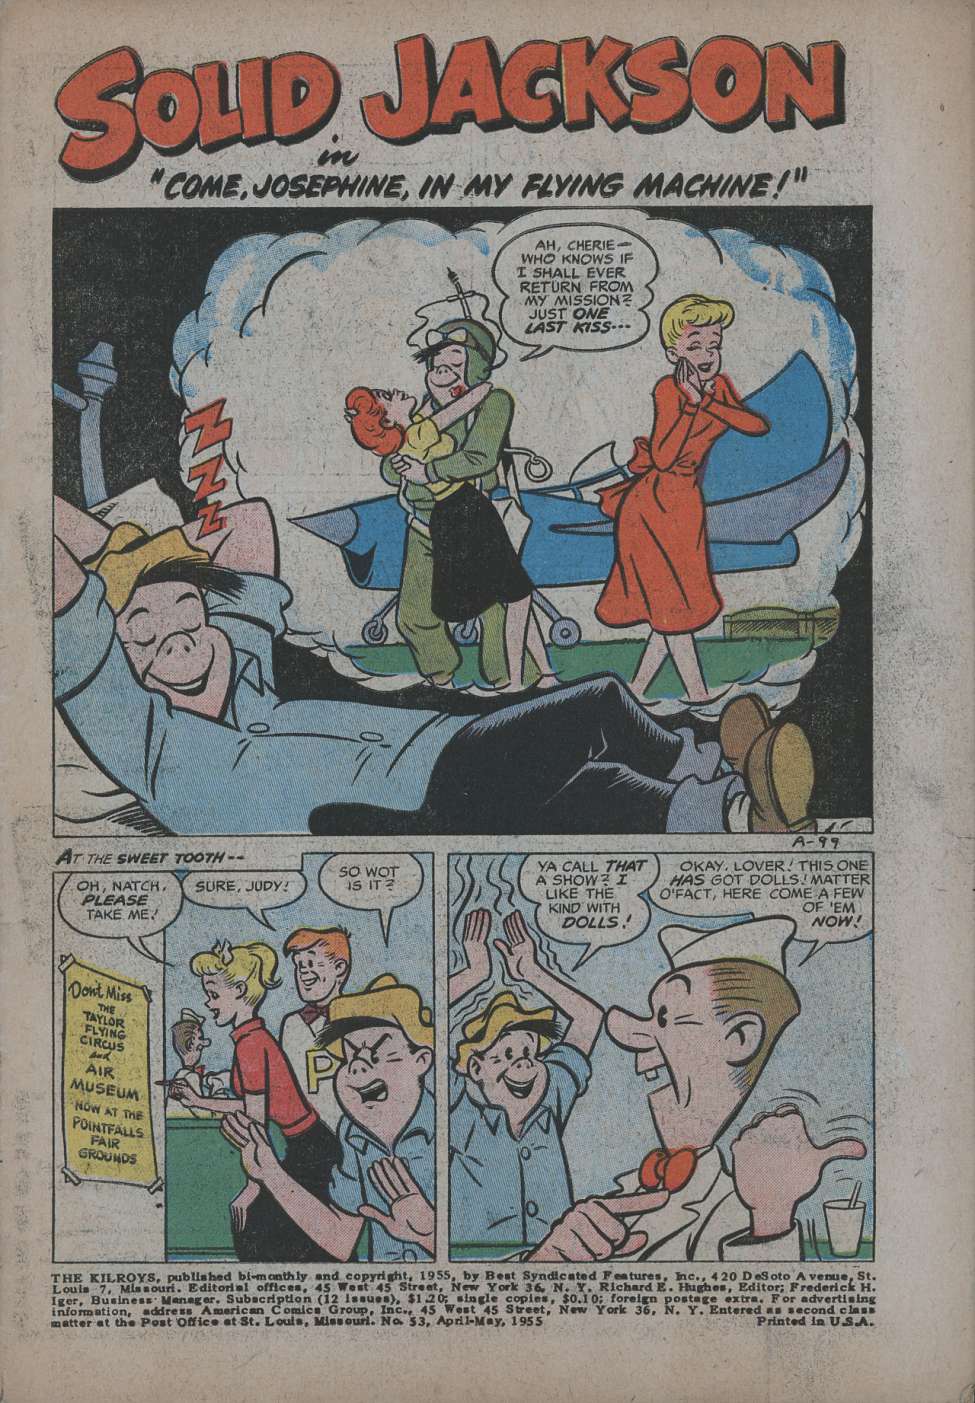 SOLID JACKSON
in
"COME, JOSEPHINE, IN MY FLYING MACHINE!"
AH, CHERIE—
WHO KNOWS IF
I SHALL EVER
RETURN FROM
MY MISSION?
JUST ONE
LAST KISS---
Z
Z
Z
A-99
AT THE SWEET TOOTH--
OH, NATCH.
PLEASE
TAKE ME!
SURE, JUDY!
SO WOT
IS IT?
Don't Miss
THE
TAYLOR
FLYING
CIRCUS
and
AIR
MUSEUM
NOW AT THE
POINTFALLS
FAIR
GROUNDS
P
YA CALL THAT
A SHOW? I
LIKE THE
KIND WITH
DOLLS!
OKAY, LOVER! THIS ONE
HAS GOT DOLLS! MATTER
O'FACT, HERE COME A FEW
OF 'EM
NOW!
THE KILROYS, published bi-monthly and copyright, 1955, by Best Syndicated Features, Inc., 420 DeSoto Avenue, St.
Louis 7, Missouri. Editorial offices, 45 West 45 Street, New York 36, N. Y. Richard E. Hughes, Editor; Frederick H.
Iger, Business Manager. Subscription (12 issues), $1.20; single copies, $0.10; foreign postage extra. For advertising
information, address American Comics Group, Inc., 45 West 45 Street, New York 36, N. Y. Entered as second class
matter at the Post Office at St. Louis, Missouri. No. 53, April-May, 1955
Printed in U.S.A.